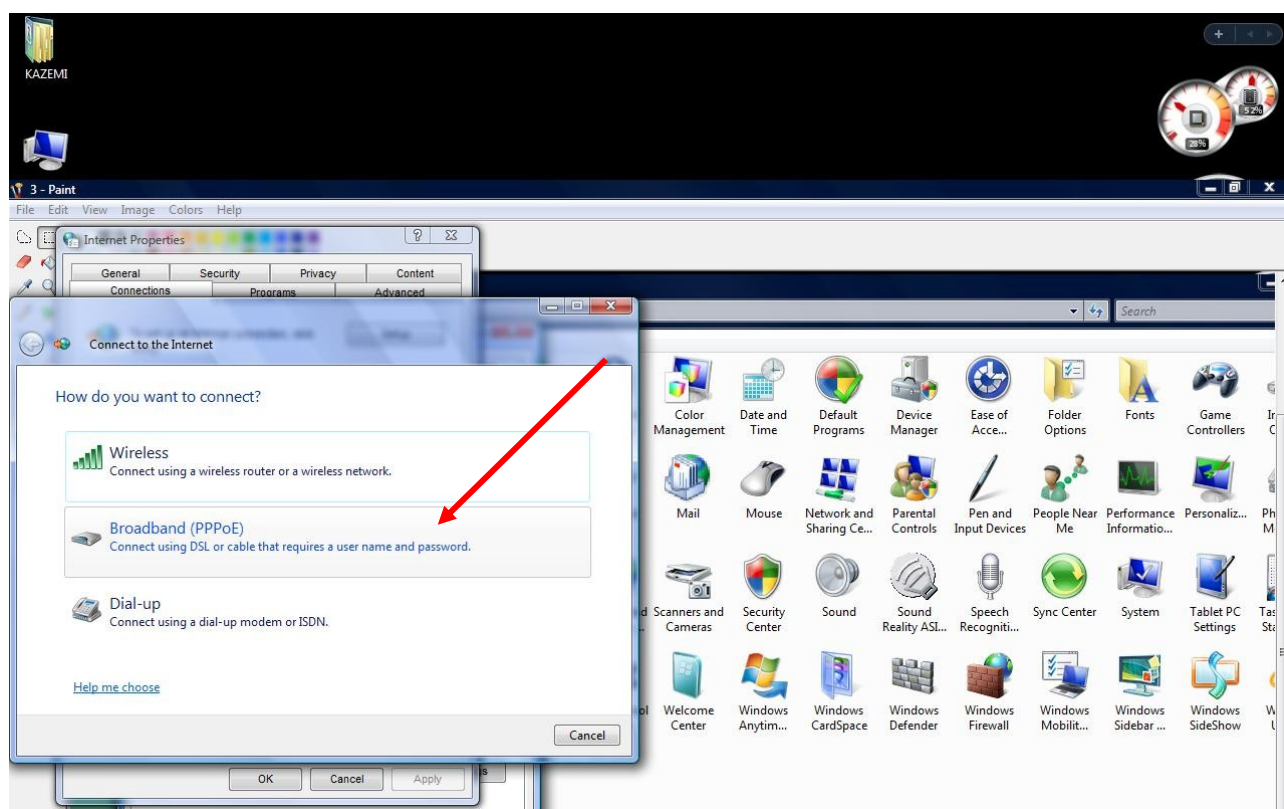 KAZEMI
52%
28%
3 - Paint
File Edit View Image Colors Help
Internet Properties
General Security Privacy Content
Connections Programs Advanced
Search
Connect to the Internet
How do you want to connect?
Wireless
Connect using a wireless router or a wireless network.
Broadband (PPPoE)
Connect using DSL or cable that requires a user name and password.
Dial-up
Connect using a dial-up modem or ISDN.
Help me choose
Cancel
OK Cancel Apply
Color Management
Date and Time
Default Programs
Device Manager
Ease of Acce...
Folder Options
Fonts
Game Controllers
Mail
Mouse
Network and Sharing Ce...
Parental Controls
Pen and Input Devices
People Near Me
Performance Informatio...
Personaliz...
Scanners and Cameras
Security Center
Sound
Sound Reality ASI...
Speech Recogniti...
Sync Center
System
Tablet PC Settings
Welcome Center
Windows Anytim...
Windows CardSpace
Windows Defender
Windows Firewall
Windows Mobilit...
Windows Sidebar ...
Windows SideShow